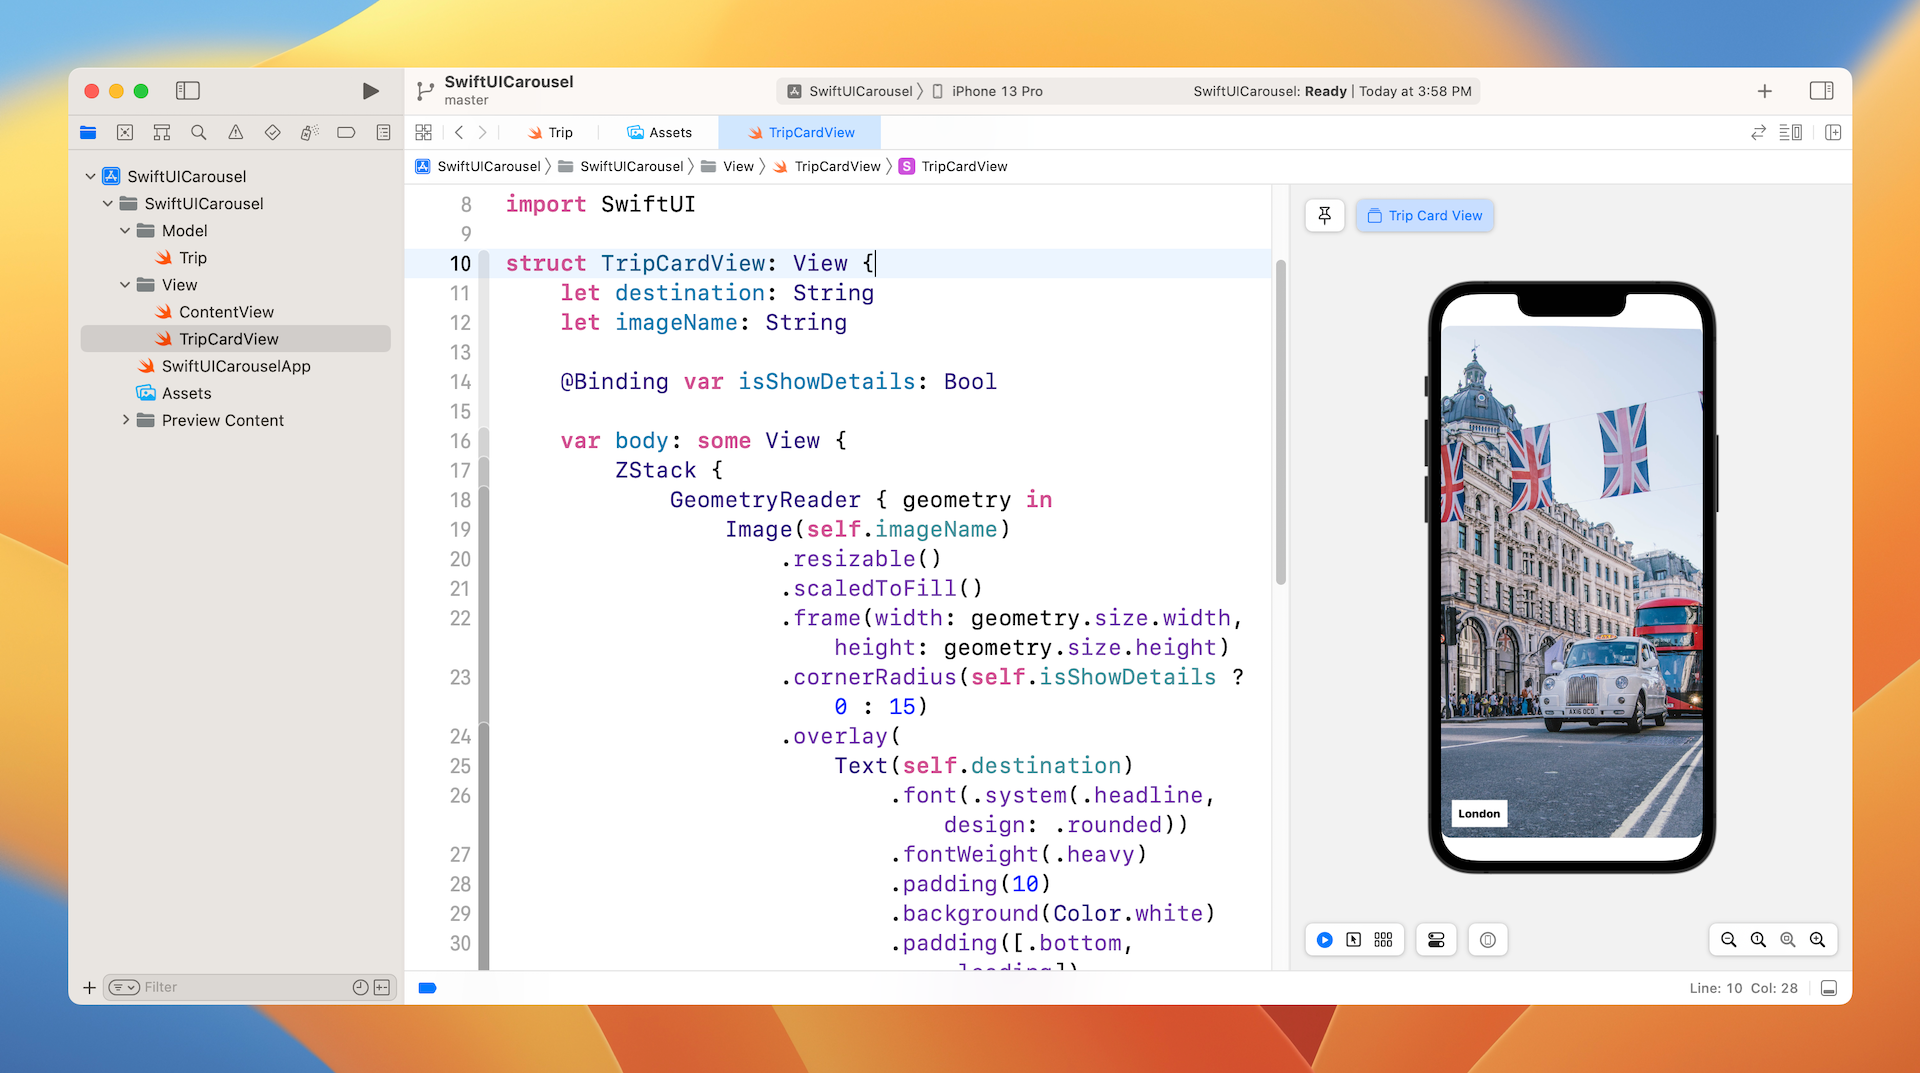 SwiftUICarousel
master
SwiftUICarousel
iPhone 13 Pro
SwiftUICarousel: Ready | Today at 3:58 PM
Trip
Assets
TripCardView
SwiftUICarousel
SwiftUICarousel
View
TripCardView
S TripCardView
SwiftUICarousel
SwiftUICarousel
Model
Trip
View
ContentView
TripCardView
SwiftUICarouselApp
Assets
Preview Content
Filter
8 import SwiftUI
9
10 struct TripCardView: View {
11 let destination: String
12 let imageName: String
13
14 @Binding var isShowDetails: Bool
15
16 var body: some View {
17 ZStack {
18 GeometryReader { geometry in
19 Image(self.imageName)
20 .resizable()
21 .scaledToFill()
22 .frame(width: geometry.size.width,
height: geometry.size.height)
23 .cornerRadius(self.isShowDetails ?
0 : 15)
24 .overlay(
25 Text(self.destination)
26 .font(.system(.headline,
design: .rounded))
27 .fontWeight(.heavy)
28 .padding(10)
29 .background(Color.white)
30 .padding([.bottom,
.leading])
Trip Card View
TAXI
AX16 OCO
London
Line: 10 Col: 28